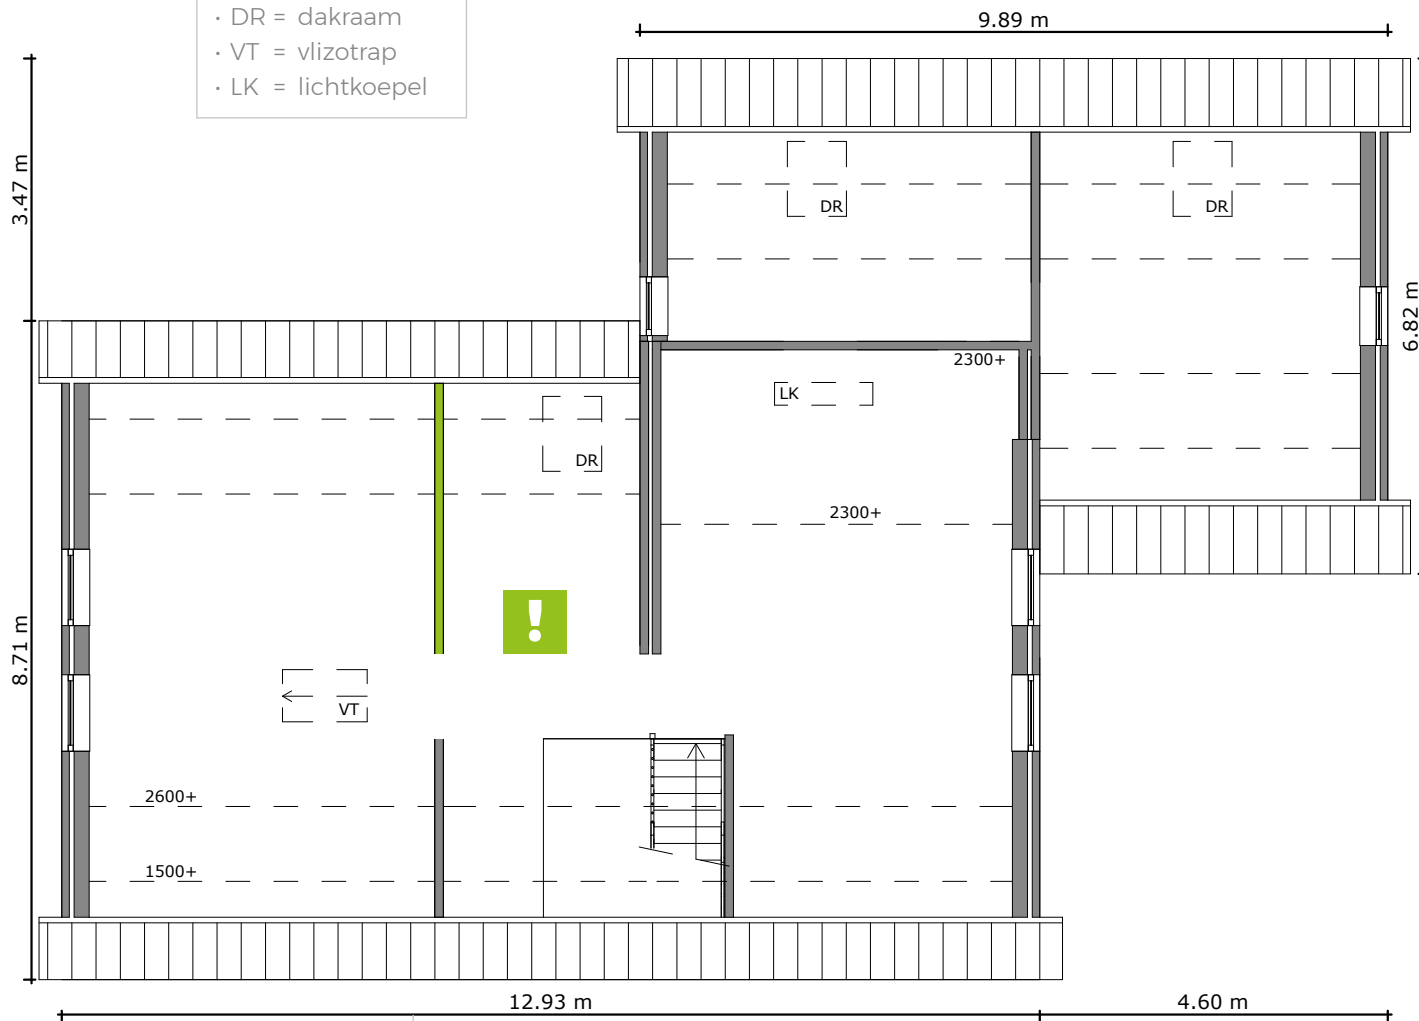 • DR = dakraam
• VT = vlizotrap
• LK = lichtkoepel
9.89 m
3.47 m
DR
DR
6.82 m
2300+
LK
DR
2300+
!
8.71 m
VT
2600+
1500+
12.93 m
4.60 m